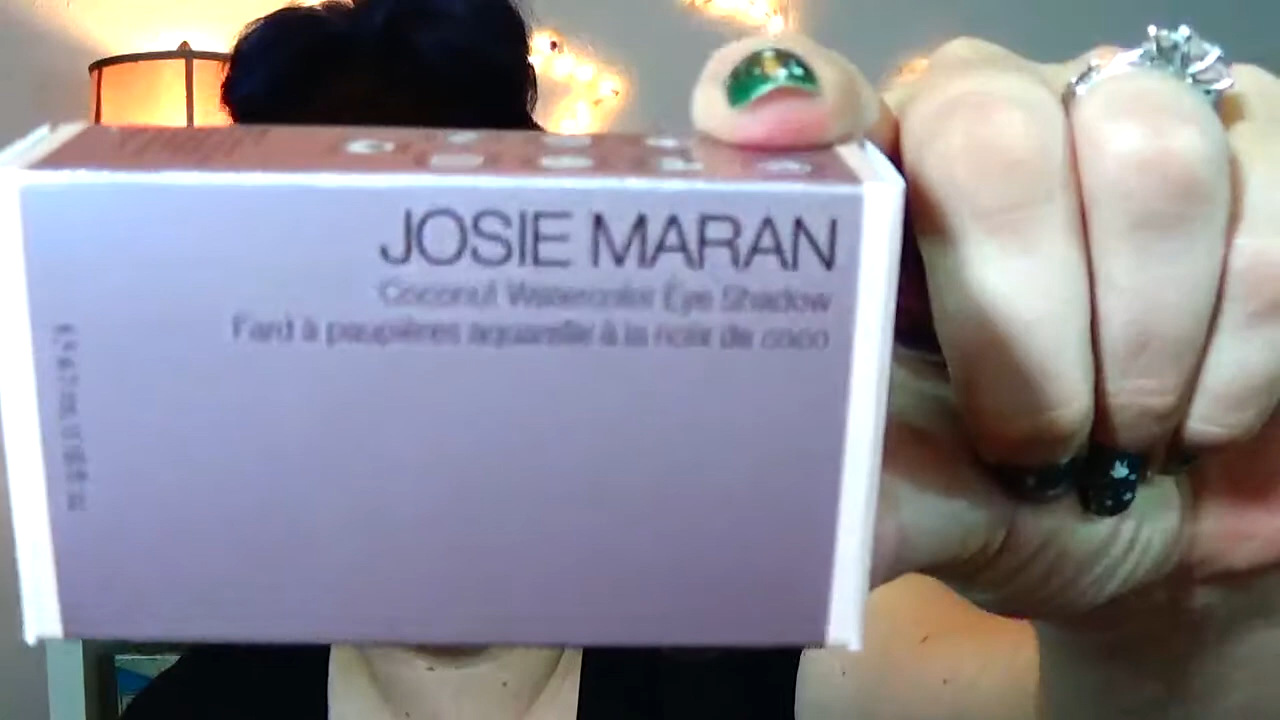 JOSIE MARAN
Coconut Watercolor Eye Shadow
Fard à paupières aquarelle à la noix de coco